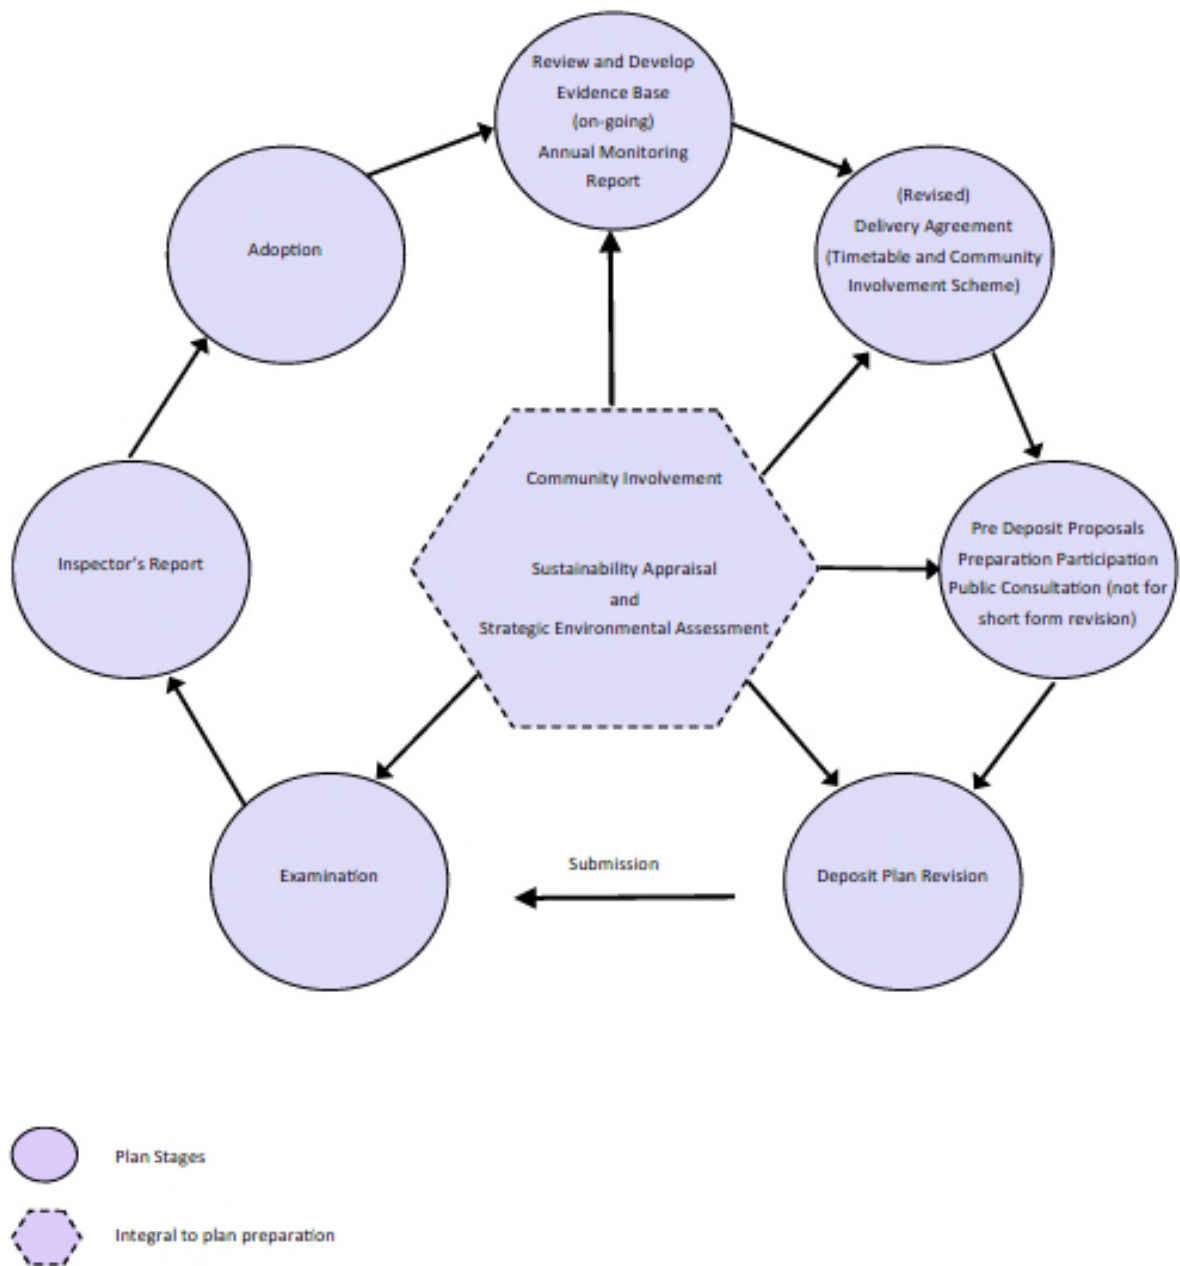 Review and Develop
Evidence Base
(on-going)
Annual Monitoring
Report
(Revised)
Delivery Agreement
(Timetable and Community
Involvement Scheme)
Adoption
Community Involvement
Sustainability Appraisal
and
Strategic Environmental Assessment
Pre Deposit Proposals
Preparation Participation
Public Consultation (not for
short form revision)
Inspector's Report
Submission
Examination
Deposit Plan Revision
Plan Stages
Integral to plan preparation